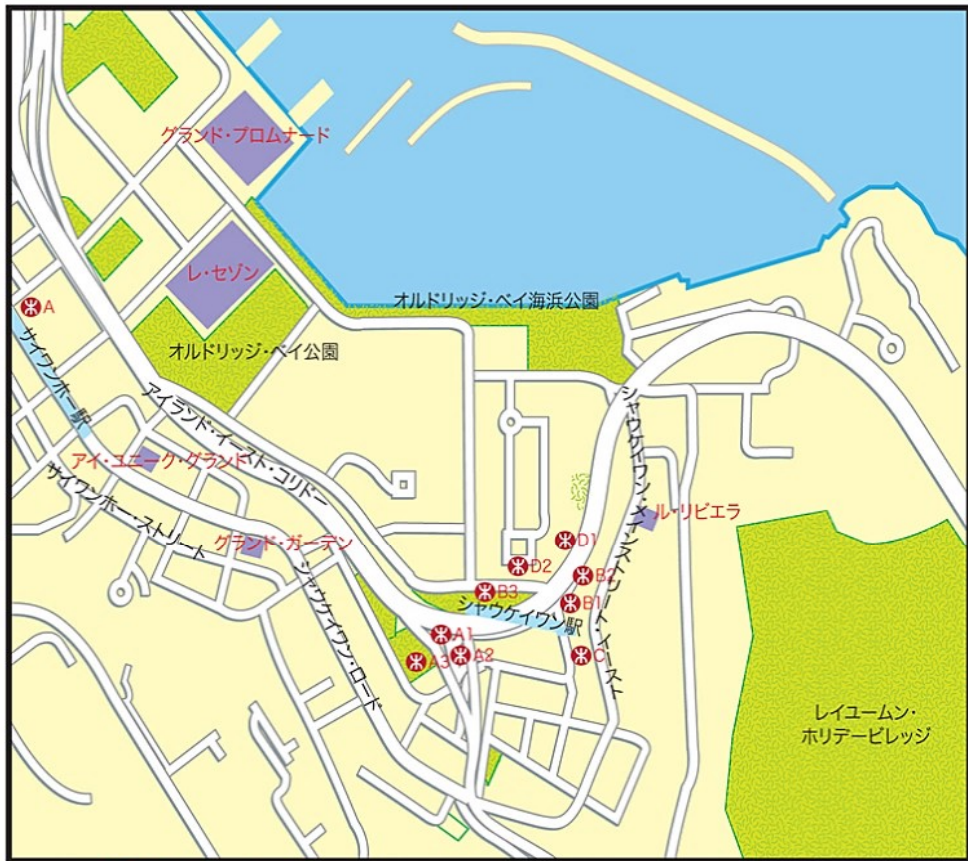 グランド・プロムナード
レ・セゾン
オルドリッジ・ベイ海浜公園
A
オルドリッジ・ベイ公園
サイワンホー駅
アイランド・イースト・コリドー
シャウケイワン・メインストリート・イースト
アイ・ユニーク・グランド
サイワンホー・ストリート
ル・リビエラ
グランド・ガーデン
D1
D2
B2
B3
B1
シャウケイワン駅
シャウケイワン・ロード
A1
A2
A3
C
レイユームン・
ホリデービレッジ